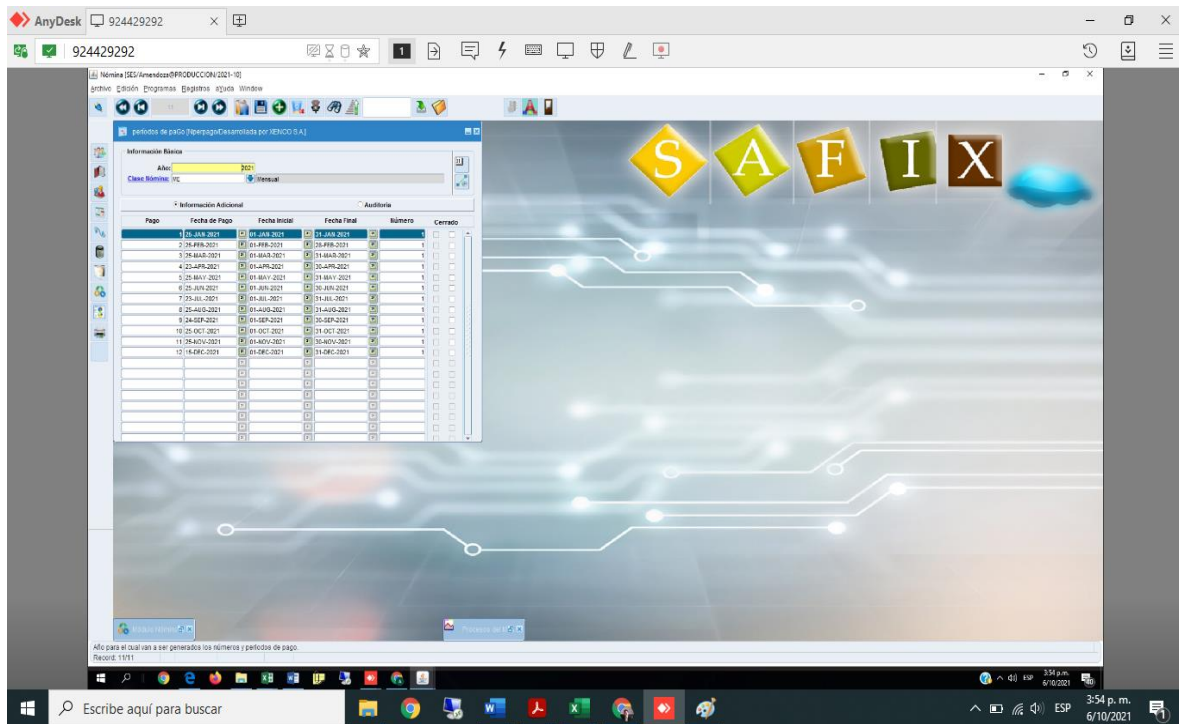 AnyDesk 924429292
924429292 1
Nómina [SES/Amendoza@PRODUCCION/2021-10]
Archivo Edición Programas Registros aYuda Window
períodos de paGo [Nperpago/Desarrollada por XENCO S.A]
Información Básica
Año: 2021
Clase Nómina: ME Mensual
Información Adicional Auditoria
Pago Fecha de Pago Fecha Inicial Fecha Final Número Cerrado
1 25-JAN-2021 01-JAN-2021 31-JAN-2021 1
2 25-FEB-2021 01-FEB-2021 28-FEB-2021 1
3 25-MAR-2021 01-MAR-2021 31-MAR-2021 1
4 23-APR-2021 01-APR-2021 30-APR-2021 1
5 25-MAY-2021 01-MAY-2021 31-MAY-2021 1
6 25-JUN-2021 01-JUN-2021 30-JUN-2021 1
7 23-JUL-2021 01-JUL-2021 31-JUL-2021 1
8 25-AUG-2021 01-AUG-2021 31-AUG-2021 1
9 24-SEP-2021 01-SEP-2021 30-SEP-2021 1
10 25-OCT-2021 01-OCT-2021 31-OCT-2021 1
11 25-NOV-2021 01-NOV-2021 30-NOV-2021 1
12 16-DEC-2021 01-DEC-2021 31-DEC-2021 1
S A F I X
Procesos de
Año para el cual van a ser generados los números y períodos de pago.
Record: 11/11
ESP 3:54 p.m.
6/10/2021
Escribe aquí para buscar
ESP 3:54 p. m.
6/10/2021